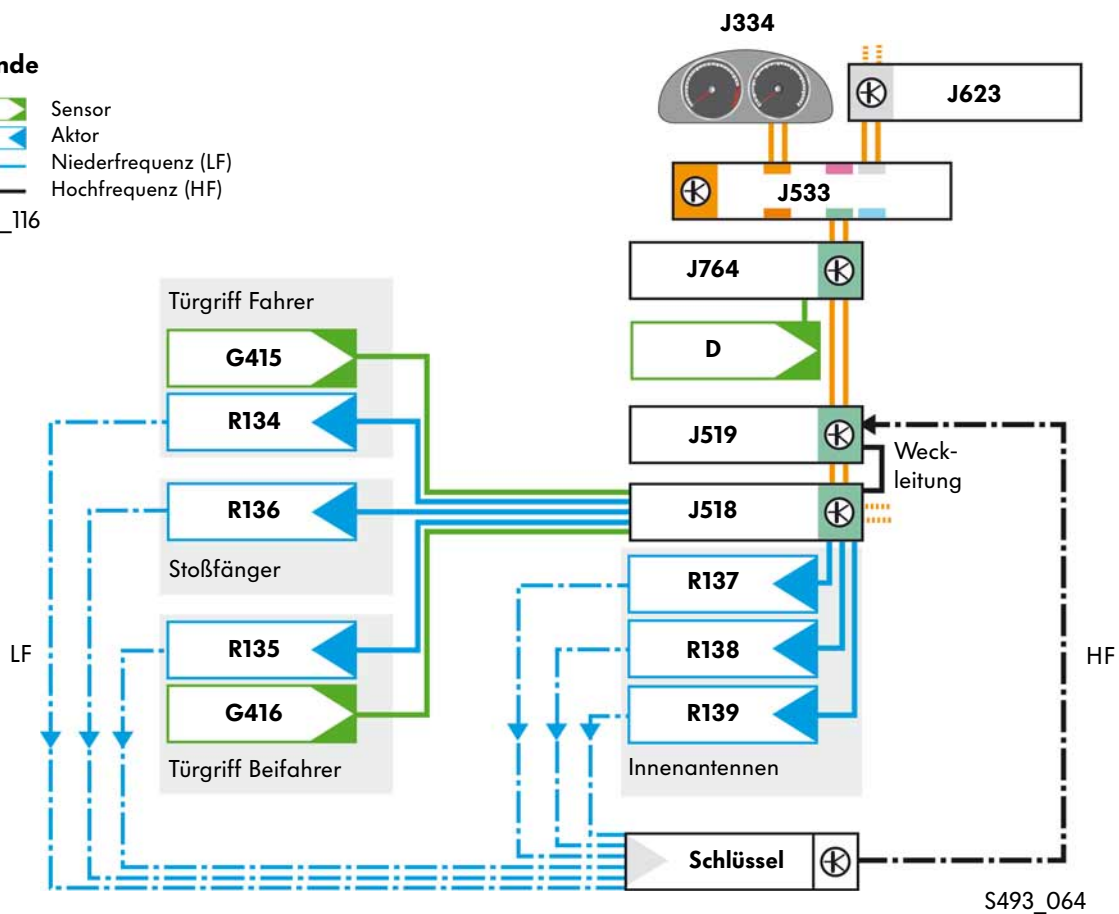 J334
nde
Sensor
Aktor
Niederfrequenz (LF)
Hochfrequenz (HF)
_116
J623
J533
J764
D
J519
Weck-
leitung
J518
Türgriff Fahrer
G415
R134
R136
Stoßfänger
R135
G416
Türgriff Beifahrer
R137
R138
R139
Innenantennen
LF
HF
Schlüssel
S493_064